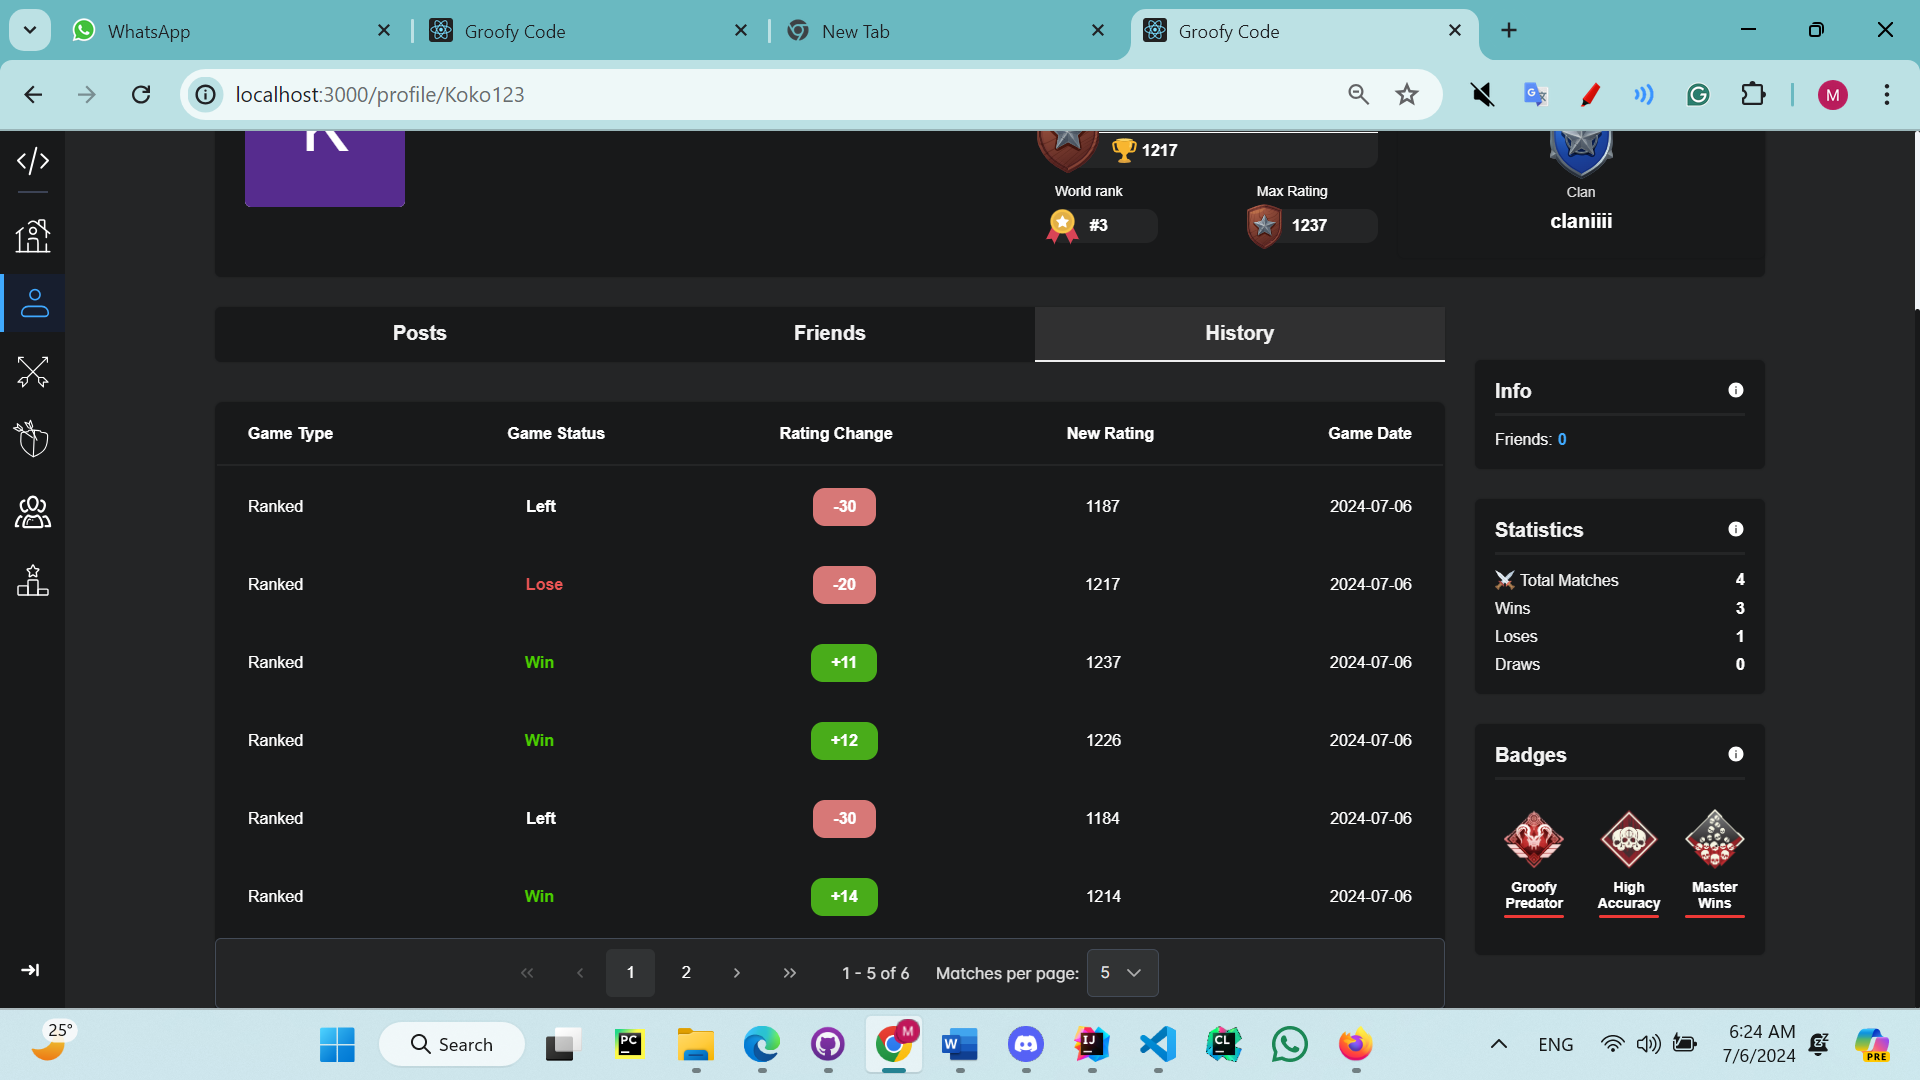 WhatsApp
Groofy Code
New Tab
Groofy Code
localhost:3000/profile/Koko123
M
K
1217
World rank
Max Rating
#3
1237
Clan
claniiii
Posts
Friends
History
Game Type
Game Status
Rating Change
New Rating
Game Date
Ranked
Left
-30
1187
2024-07-06
Ranked
Lose
-20
1217
2024-07-06
Ranked
Win
+11
1237
2024-07-06
Ranked
Win
+12
1226
2024-07-06
Ranked
Left
-30
1184
2024-07-06
Ranked
Win
+14
1214
2024-07-06
1
2
1 - 5 of 6
Matches per page:
5
Info
Friends: 0
Statistics
Total Matches 4
Wins 3
Loses 1
Draws 0
Badges
Groofy
Predator
High
Accuracy
Master
Wins
25°
Search
PC
M
W
IJ
CL
ENG
6:24 AM
7/6/2024
PRE